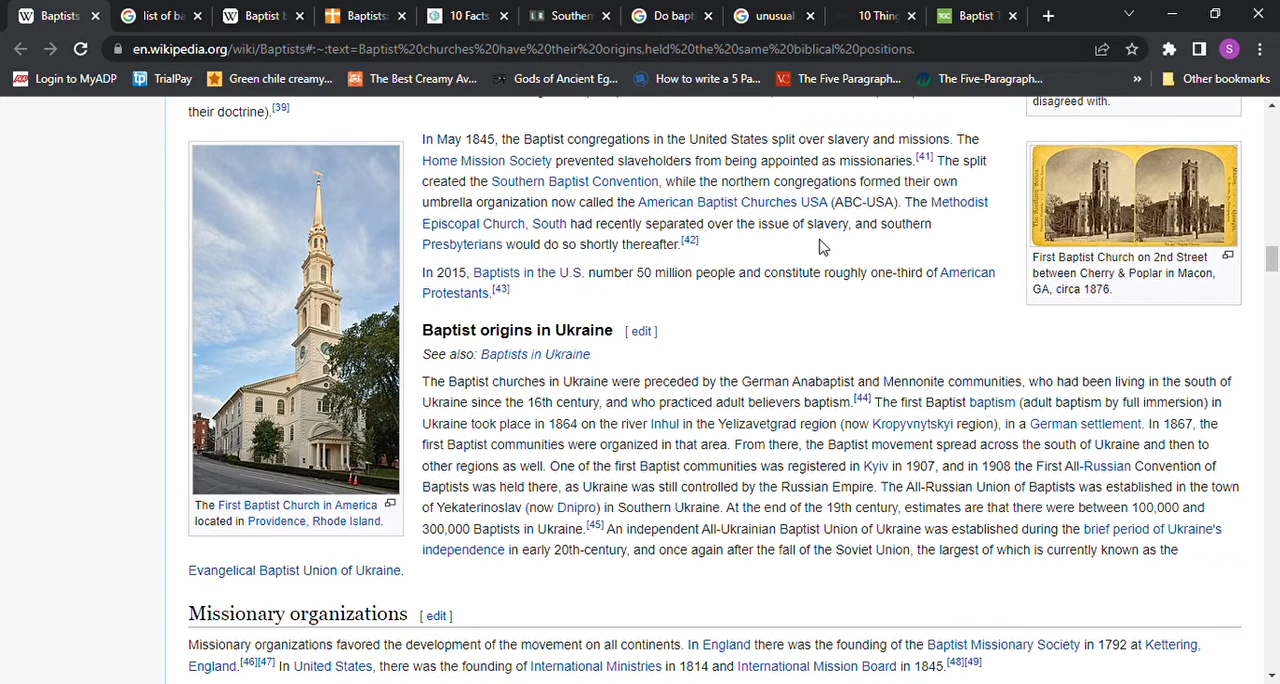 Baptists
list of ba
Baptist b
Baptists:
10 Facts
Southern
Do bapti
unusual
10 Thing
TGC
Baptist T
en.wikipedia.org/wiki/Baptists#:~:text=Baptist%20churches%20have%20their%20origins,held%20the%20same%20biblical%20positions.
S
Login to MyADP
TrialPay
Green chile creamy...
The Best Creamy Av...
Gods of Ancient Eg...
How to write a 5 Pa...
VC
The Five Paragraph...
The Five-Paragraph...
»
Other bookmarks
their doctrine).[39]
disagreed with.
In May 1845, the Baptist congregations in the United States split over slavery and missions. The
Home Mission Society prevented slaveholders from being appointed as missionaries.[41] The split
created the Southern Baptist Convention, while the northern congregations formed their own
umbrella organization now called the American Baptist Churches USA (ABC-USA). The Methodist
Episcopal Church, South had recently separated over the issue of slavery, and southern
Presbyterians would do so shortly thereafter.[42]
In 2015, Baptists in the U.S. number 50 million people and constitute roughly one-third of American
Protestants.[43]
First Baptist Church on 2nd Street
between Cherry & Poplar in Macon,
GA, circa 1876.
Baptist origins in Ukraine [ edit ]
See also: Baptists in Ukraine
The Baptist churches in Ukraine were preceded by the German Anabaptist and Mennonite communities, who had been living in the south of
Ukraine since the 16th century, and who practiced adult believers baptism.[44] The first Baptist baptism (adult baptism by full immersion) in
Ukraine took place in 1864 on the river Inhul in the Yelizavetgrad region (now Kropyvnytskyi region), in a German settlement. In 1867, the
first Baptist communities were organized in that area. From there, the Baptist movement spread across the south of Ukraine and then to
other regions as well. One of the first Baptist communities was registered in Kyiv in 1907, and in 1908 the First All-Russian Convention of
Baptists was held there, as Ukraine was still controlled by the Russian Empire. The All-Russian Union of Baptists was established in the town
of Yekaterinoslav (now Dnipro) in Southern Ukraine. At the end of the 19th century, estimates are that there were between 100,000 and
300,000 Baptists in Ukraine.[45] An independent All-Ukrainian Baptist Union of Ukraine was established during the brief period of Ukraine's
independence in early 20th-century, and once again after the fall of the Soviet Union, the largest of which is currently known as the
Evangelical Baptist Union of Ukraine.
The First Baptist Church in America
located in Providence, Rhode Island.
Missionary organizations [ edit ]
Missionary organizations favored the development of the movement on all continents. In England there was the founding of the Baptist Missionary Society in 1792 at Kettering,
England.[46][47] In United States, there was the founding of International Ministries in 1814 and International Mission Board in 1845.[48][49]